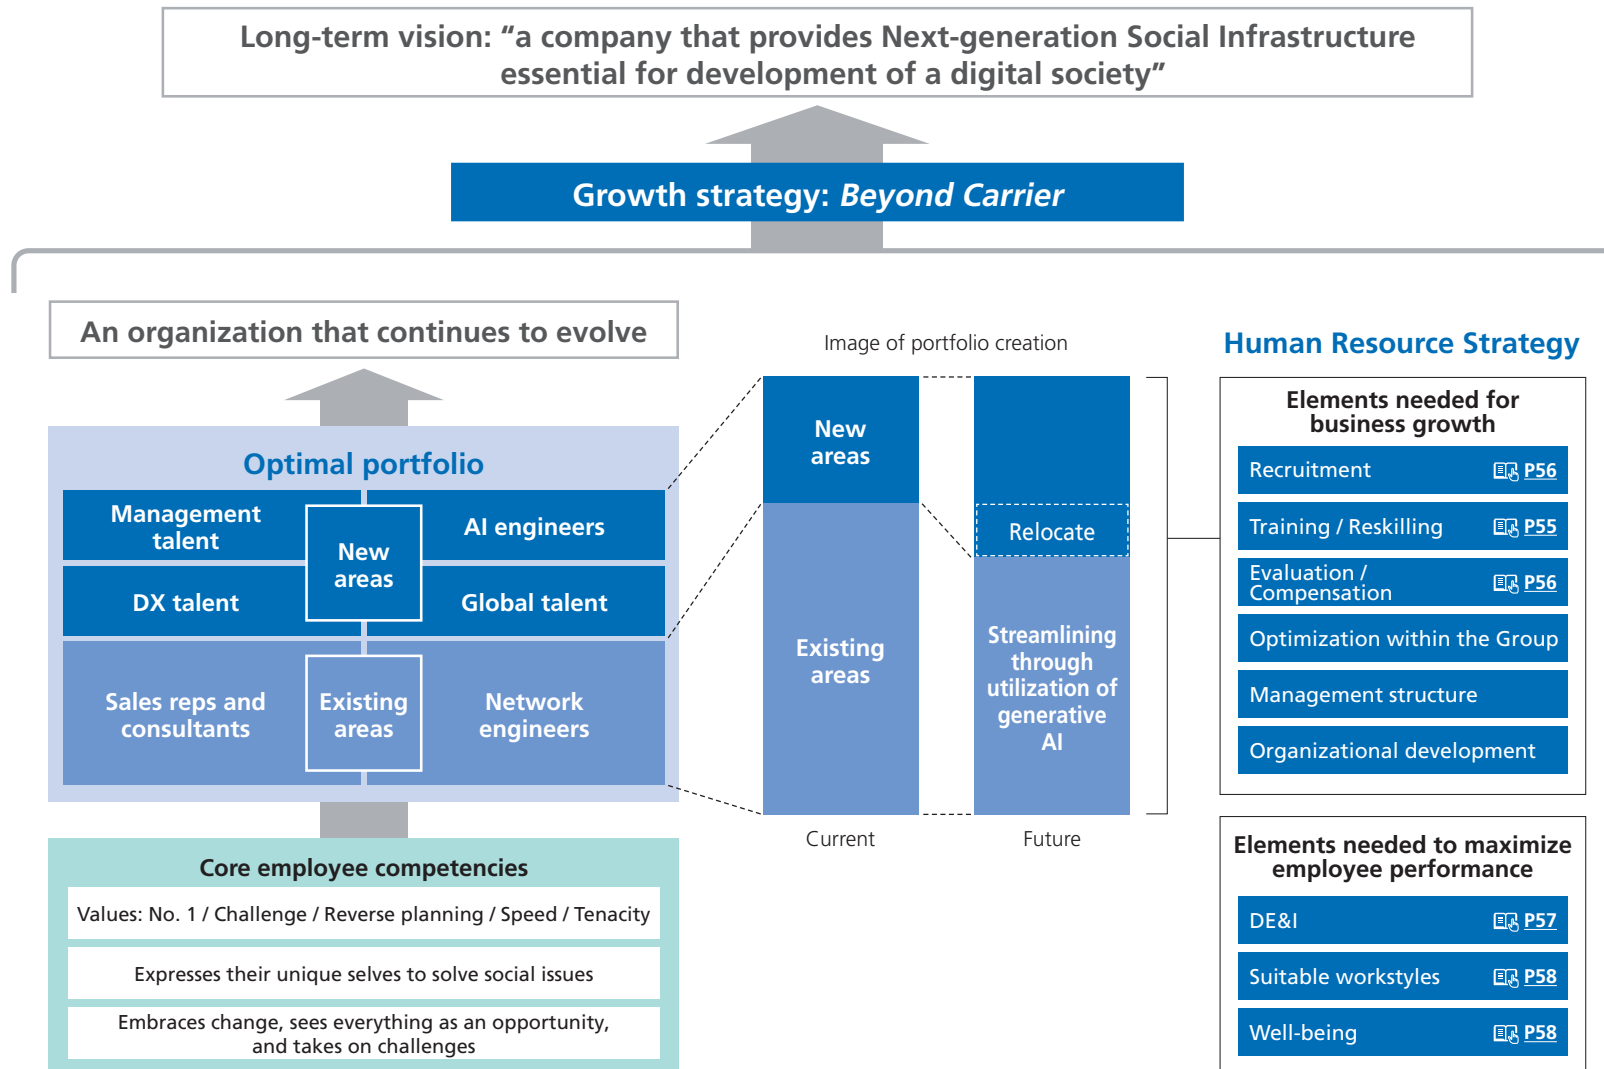 Long-term vision: "a company that provides Next-generation Social Infrastructure
essential for development of a digital society"
Growth strategy: Beyond Carrier
An organization that continues to evolve
Optimal portfolio
Management
talent
AI engineers
New
areas
DX talent
Global talent
Sales reps and
consultants
Existing
areas
Network
engineers
Core employee competencies
Values: No. 1 / Challenge / Reverse planning / Speed / Tenacity
Expresses their unique selves to solve social issues
Embraces change, sees everything as an opportunity,
and takes on challenges
Image of portfolio creation
New
areas
Existing
areas
Current
Relocate
Streamlining
through
utilization of
generative
AI
Future
Human Resource Strategy
Elements needed for
business growth
Recruitment P56
Training / Reskilling P55
Evaluation /
Compensation P56
Optimization within the Group
Management structure
Organizational development
Elements needed to maximize
employee performance
DE&I P57
Suitable workstyles P58
Well-being P58